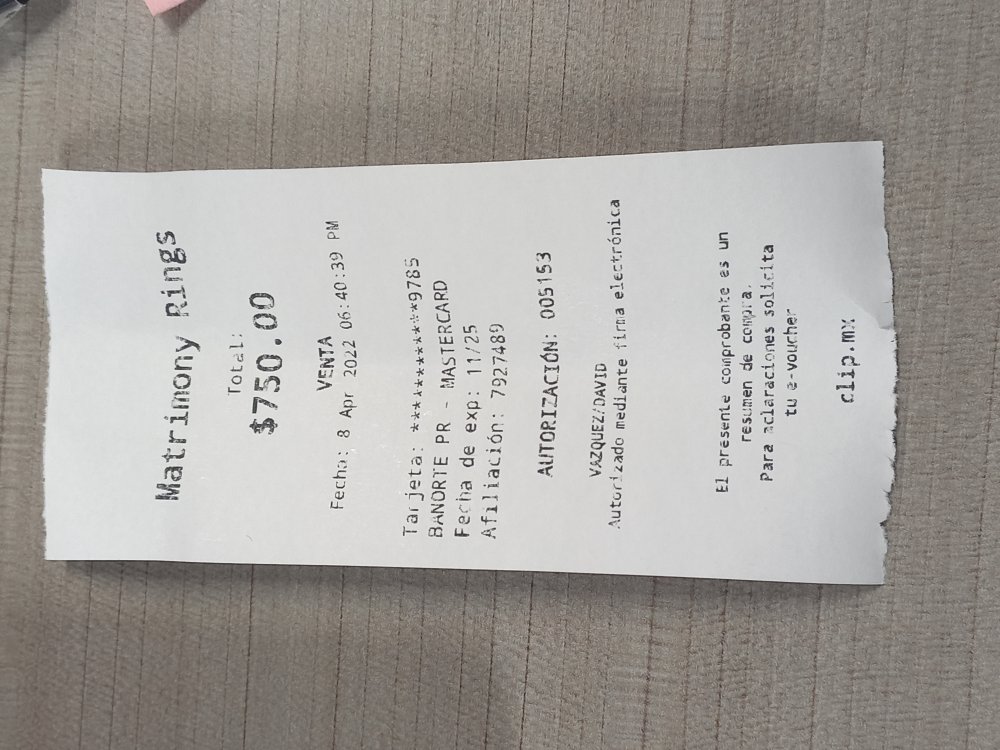 Matrimony Rings
Total:
$750.00
VENTA
Fecha: 8 Apr 2022 06:40:39 PM
Tarjeta: ************9785
BANORTE PR - MASTERCARD
Fecha de exp: 11/25
Afiliación: 7927489
AUTORIZACIÓN: 005153
VAZQUEZ/DAVID
Autorizado mediante firma electrónica
El presente comprobante es un
resumen de compra.
Para aclaraciones solicita
tu e-voucher
clip.mx